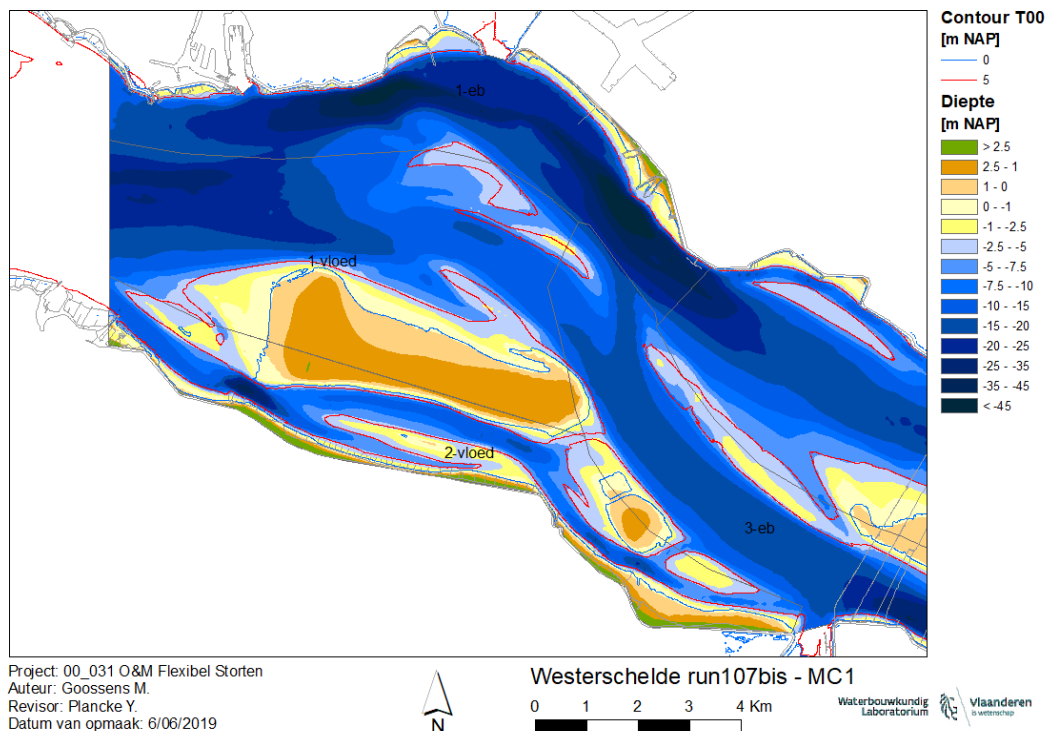 Contour T00
[m NAP]
0
5
Diepte
[m NAP]
> 2.5
2.5 - 1
1 - 0
0 - -1
-1 - -2.5
-2.5 - -5
-5 - -7.5
-7.5 - -10
-10 - -15
-15 - -20
-20 - -25
-25 - -35
-35 - -45
< -45
1-eb
1-vloed
2-vloed
3-eb
Project: 00_031 O&M Flexibel Storten
Auteur: Goossens M.
Revisor: Plancke Y.
Datum van opmaak: 6/06/2019
N
Westerschelde run107bis - MC1
0 1 2 3 4 Km
Waterbouwkundig
Laboratorium
Vlaanderen
is wetenschap